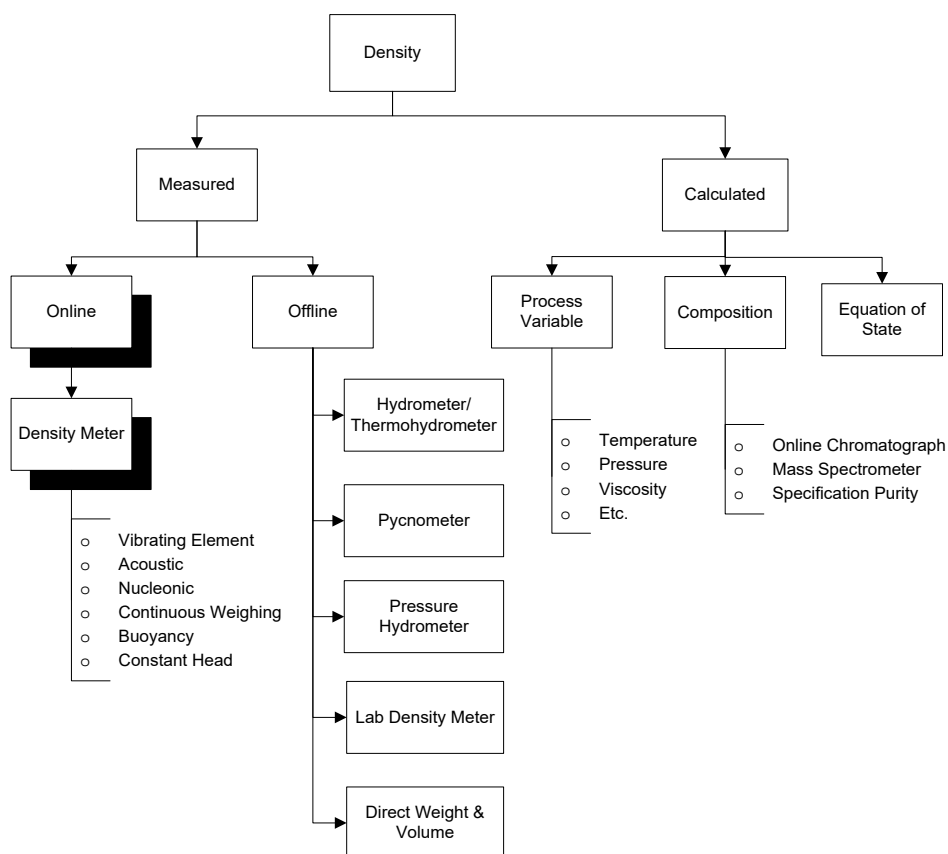 Density
Measured
Calculated
Online
Offline
Process
Variable
Composition
Equation of
State
Density Meter
Hydrometer/
Thermohydrometer
Pycnometer
Pressure
Hydrometer
Lab Density Meter
Direct Weight &
Volume
o Vibrating Element
o Acoustic
o Nucleonic
o Continuous Weighing
o Buoyancy
o Constant Head
o Temperature
o Pressure
o Viscosity
o Etc.
o Online Chromatograph
o Mass Spectrometer
o Specification Purity